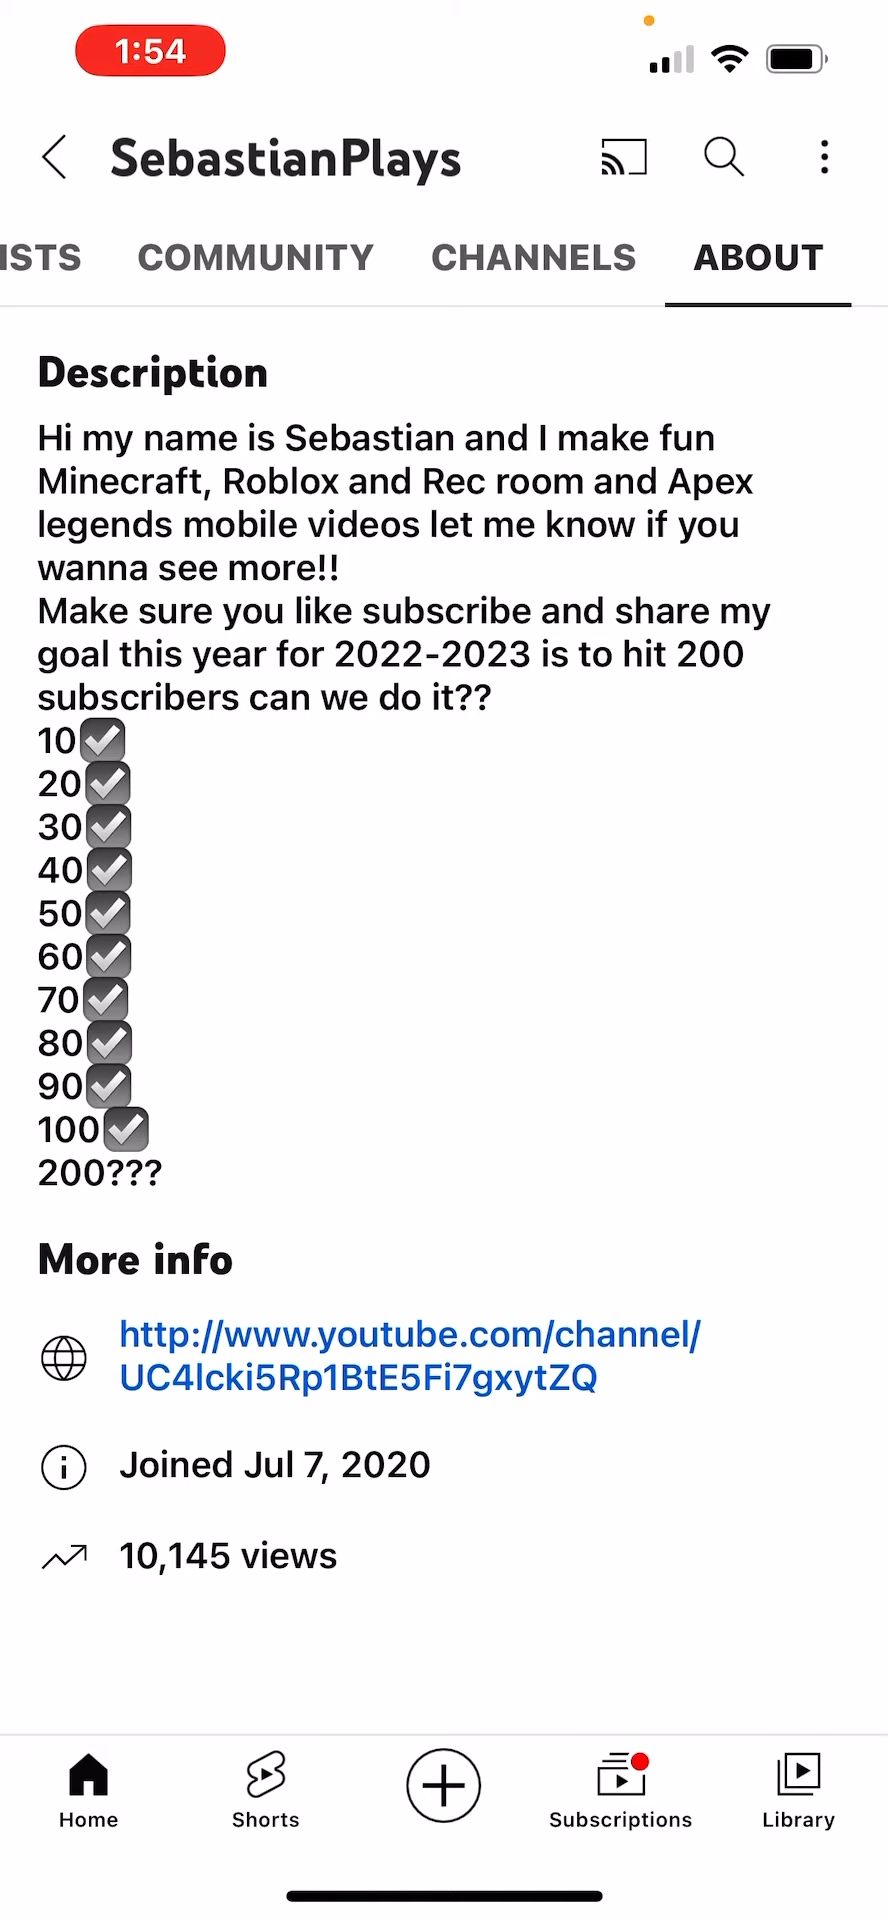 1:54
SebastianPlays
ISTS COMMUNITY CHANNELS ABOUT
Description
Hi my name is Sebastian and I make fun
Minecraft, Roblox and Rec room and Apex
legends mobile videos let me know if you
wanna see more!!
Make sure you like subscribe and share my
goal this year for 2022-2023 is to hit 200
subscribers can we do it??
10☑️
20☑️
30☑️
40☑️
50☑️
60☑️
70☑️
80☑️
90☑️
100☑️
200???
More info
http://www.youtube.com/channel/
UC4lcki5Rp1BtE5Fi7gxytZQ
Joined Jul 7, 2020
10,145 views
Home Shorts Subscriptions Library